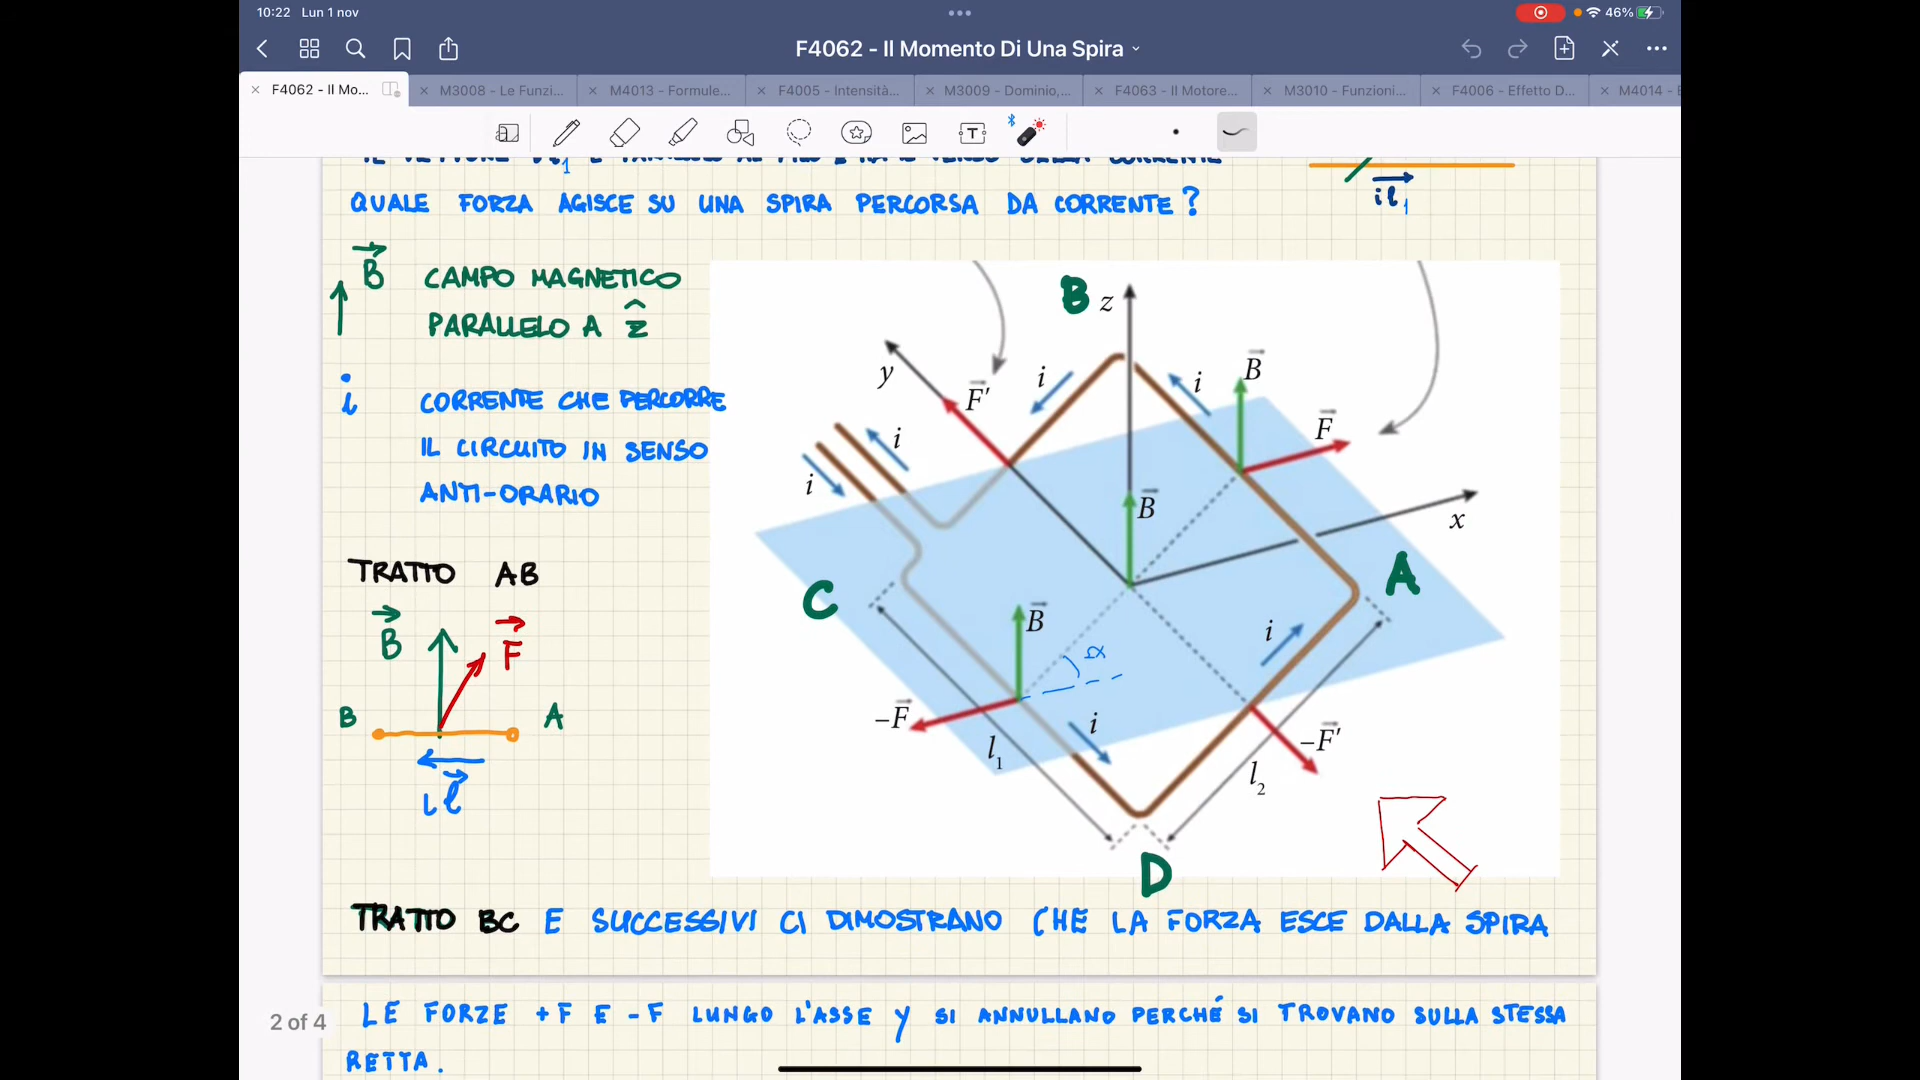 10:22 Lun 1 nov
46%
F4062 - Il Momento Di Una Spira
F4062 - Il Mo... M3008 - Le Funzi... M4013 - Formule... F4005 - Intensità... M3009 - Dominio,... F4063 - Il Motore... M3010 - Funzioni... F4006 - Effetto D... M4014 -
QUALE FORZA AGISCE SU UNA SPIRA PERCORSA DA CORRENTE?
il₁
B CAMPO MAGNETICO
PARALLELO A ẑ
i CORRENTE CHE PERCORRE
IL CIRCUITO IN SENSO
ANTI-ORARIO
B z
y F' i i B
F
i
i
B
x
C A
B α i
-F i
l₁ -F'
l₂
D
TRATTO AB
B F
B A
il
TRATTO BC E SUCCESSIVI CI DIMOSTRANO CHE LA FORZA ESCE DALLA SPIRA
2 of 4
LE FORZE +F E -F LUNGO L'ASSE y SI ANNULLANO PERCHÉ SI TROVANO SULLA STESSA
RETTA.